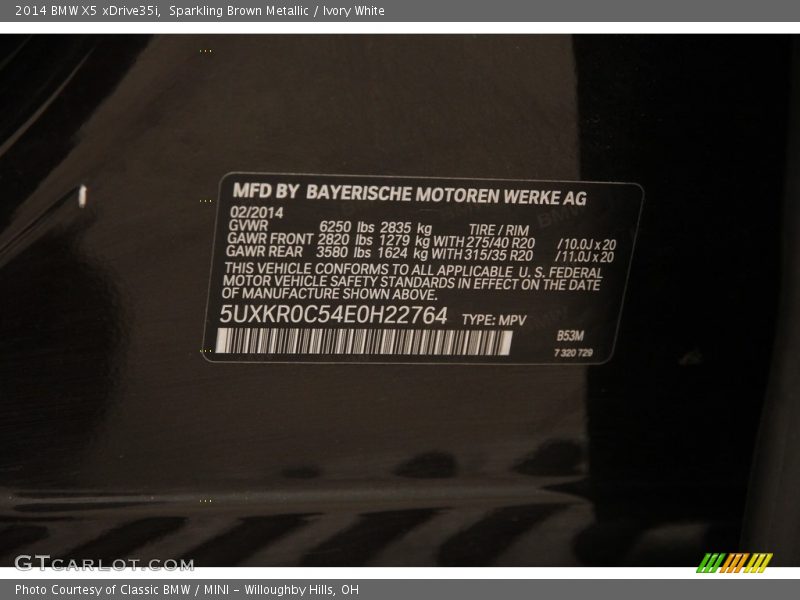 2014 BMW X5 xDrive35i, Sparkling Brown Metallic / Ivory White
MFD BY BAYERISCHE MOTOREN WERKE AG
02/2014
GVWR 6250 lbs 2835 kg TIRE / RIM
GAWR FRONT 2820 lbs 1279 kg WITH 275/40 R20 /10.0J x 20
GAWR REAR 3580 lbs 1624 kg WITH 315/35 R20 /11.0J x 20
THIS VEHICLE CONFORMS TO ALL APPLICABLE U. S. FEDERAL
MOTOR VEHICLE SAFETY STANDARDS IN EFFECT ON THE DATE
OF MANUFACTURE SHOWN ABOVE.
5UXKR0C54E0H22764 TYPE: MPV
B53M
7 320 729
GTCARLOT.COM
Photo Courtesy of Classic BMW / MINI - Willoughby Hills, OH